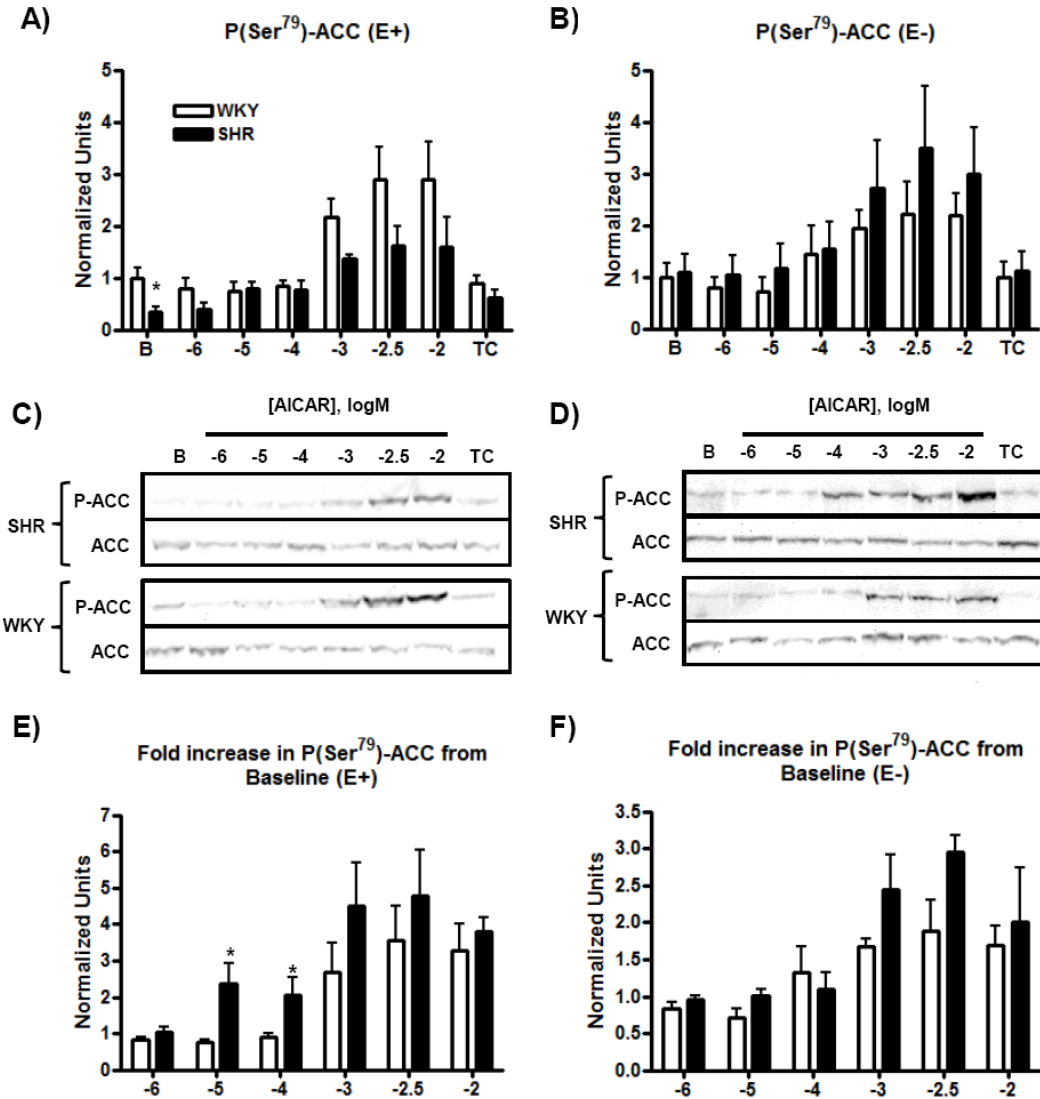 A)
P(Ser79)-ACC (E+)
Normalized Units
5
4
3
2
1
0
WKY
SHR
*
B -6 -5 -4 -3 -2.5 -2 TC
B)
P(Ser79)-ACC (E-)
Normalized Units
5
4
3
2
1
0
B -6 -5 -4 -3 -2.5 -2 TC
C)
[AICAR], logM
B -6 -5 -4 -3 -2.5 -2 TC
SHR
P-ACC
ACC
WKY
P-ACC
ACC
D)
[AICAR], logM
B -6 -5 -4 -3 -2.5 -2 TC
SHR
P-ACC
ACC
WKY
P-ACC
ACC
E)
Fold increase in P(Ser79)-ACC from
Baseline (E+)
Normalized Units
7
6
5
4
3
2
1
0
* *
-6 -5 -4 -3 -2.5 -2
F)
Fold increase in P(Ser79)-ACC from
Baseline (E-)
Normalized Units
3.5
3.0
2.5
2.0
1.5
1.0
0.5
0.0
-6 -5 -4 -3 -2.5 -2